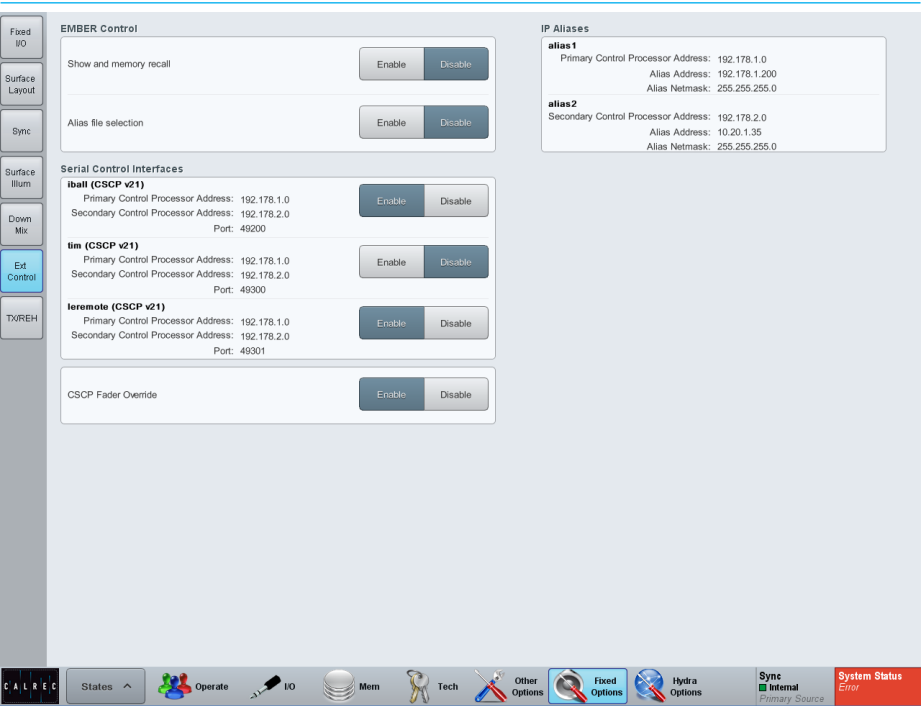 Fixed
I/O
Surface
Layout
Sync
Surface
Illum
Down
Mix
Ext
Control
TX/REH
EMBER Control
Show and memory recall
Enable Disable
Alias file selection
Enable Disable
Serial Control Interfaces
iball (CSCP v21)
Primary Control Processor Address: 192.178.1.0
Secondary Control Processor Address: 192.178.2.0
Port: 49200
Enable Disable
tim (CSCP v21)
Primary Control Processor Address: 192.178.1.0
Secondary Control Processor Address: 192.178.2.0
Port: 49300
Enable Disable
leremote (CSCP v21)
Primary Control Processor Address: 192.178.1.0
Secondary Control Processor Address: 192.178.2.0
Port: 49301
Enable Disable
CSCP Fader Override
Enable Disable
IP Aliases
alias1
Primary Control Processor Address: 192.178.1.0
Alias Address: 192.178.1.200
Alias Netmask: 255.255.255.0
alias2
Secondary Control Processor Address: 192.178.2.0
Alias Address: 10.20.1.35
Alias Netmask: 255.255.255.0
CALREC
States
Operate
I/O
Mem
Tech
Other
Options
Fixed
Options
Hydra
Options
Sync
Internal
Primary Source
System Status
Error